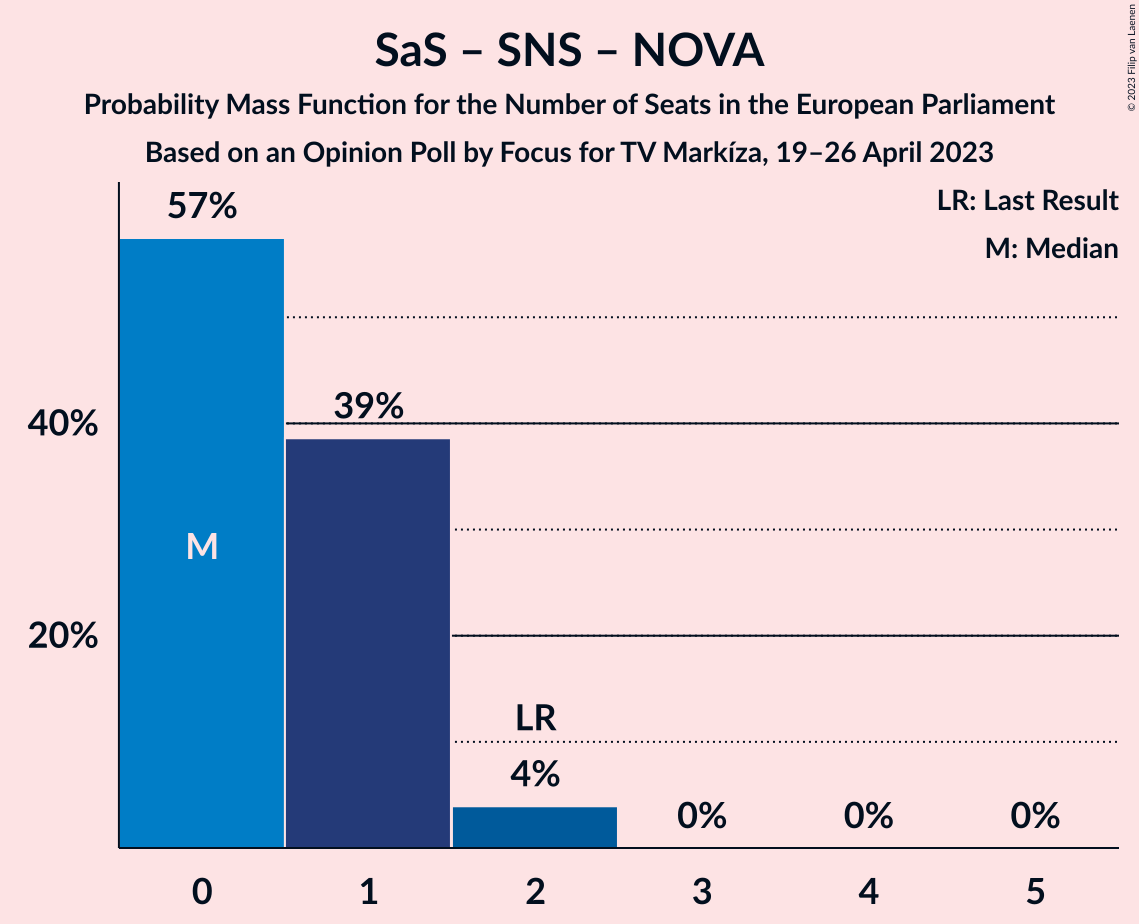 SaS – SNS – NOVA
Probability Mass Function for the Number of Seats in the European Parliament
Based on an Opinion Poll by Focus for TV Markíza, 19–26 April 2023
© 2023 Filip van Laenen
LR: Last Result
M: Median
57%
39%
40%
M
20%
LR
4%
0%
0%
0%
0
1
2
3
4
5